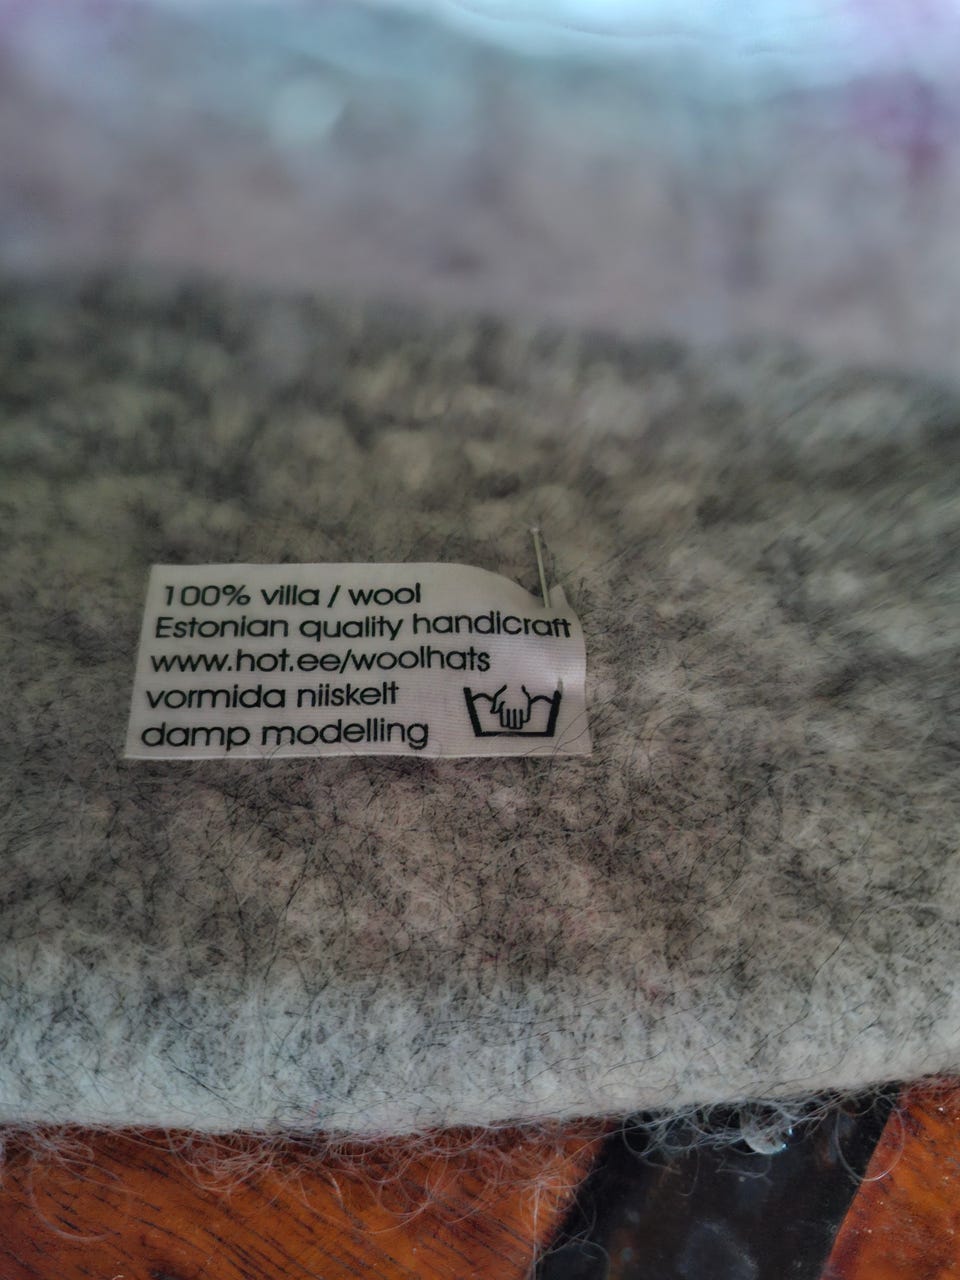 100% villa / wool
Estonian quality handicraft
www.hot.ee/woolhats
vormida niiskelt
damp modelling